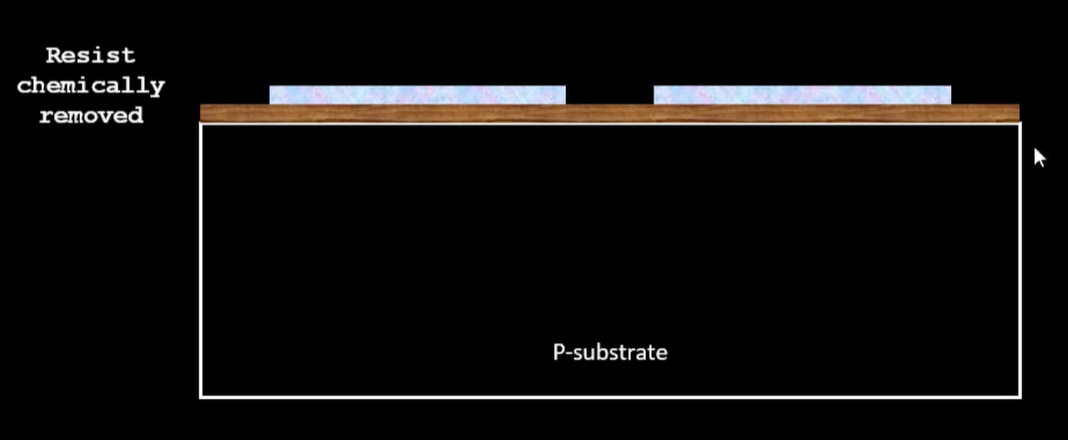 Resist
chemically
removed
P-substrate